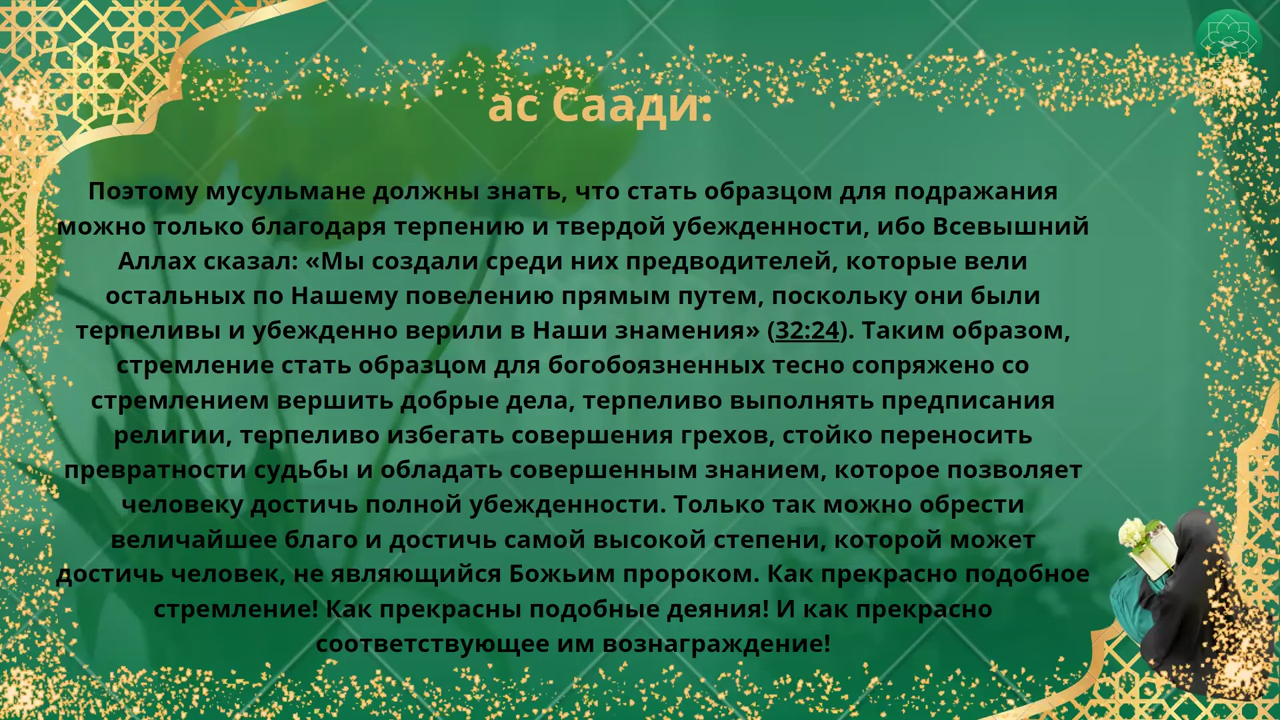 ас Саади:
Поэтому мусульмане должны знать, что стать образцом для подражания
можно только благодаря терпению и твердой убежденности, ибо Всевышний
Аллах сказал: «Мы создали среди них предводителей, которые вели
остальных по Нашему повелению прямым путем, поскольку они были
терпеливы и убежденно верили в Наши знамения» (32:24). Таким образом,
стремление стать образцом для богобоязненных тесно сопряжено со
стремлением вершить добрые дела, терпеливо выполнять предписания
религии, терпеливо избегать совершения грехов, стойко переносить
превратности судьбы и обладать совершенным знанием, которое позволяет
человеку достичь полной убежденности. Только так можно обрести
величайшее благо и достичь самой высокой степени, которой может
достичь человек, не являющийся Божьим пророком. Как прекрасно подобное
стремление! Как прекрасны подобные деяния! И как прекрасно
соответствующее им вознаграждение!